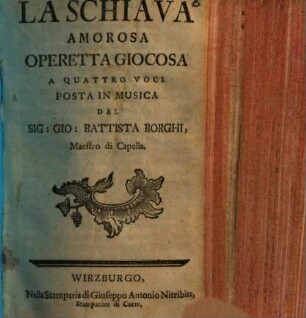 LA SCHIAVA
AMOROSA
OPERETTA GIOCOSA
A QUATTRO VOCI
POSTA IN MUSICA
DAL
SIG: GIO: BATTISTA BORGHI,
Maestro di Capella.
WIRZBURGO,
Nella Stamparia di Giuseppo Antonio Nitribitt,
Stampatore di Corte,